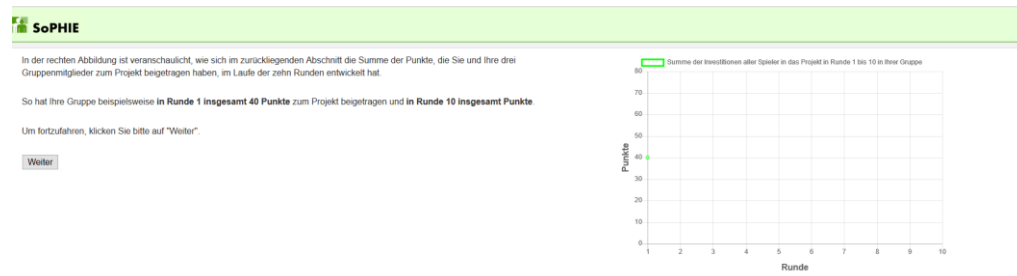 SoPHIE
In der rechten Abbildung ist veranschaulicht, wie sich im zurückliegenden Abschnitt die Summe der Punkte, die Sie und Ihre drei
Gruppenmitglieder zum Projekt beigetragen haben, im Laufe der zehn Runden entwickelt hat.
So hat Ihre Gruppe beispielsweise in Runde 1 insgesamt 40 Punkte zum Projekt beigetragen und in Runde 10 insgesamt Punkte.
Um fortzufahren, klicken Sie bitte auf "Weiter".
Weiter
Summe der Investitionen aller Spieler in das Projekt in Runde 1 bis 10 in Ihrer Gruppe
80
70
60
50
40
30
20
10
0
Punkte
1 2 3 4 5 6 7 8 9 10
Runde